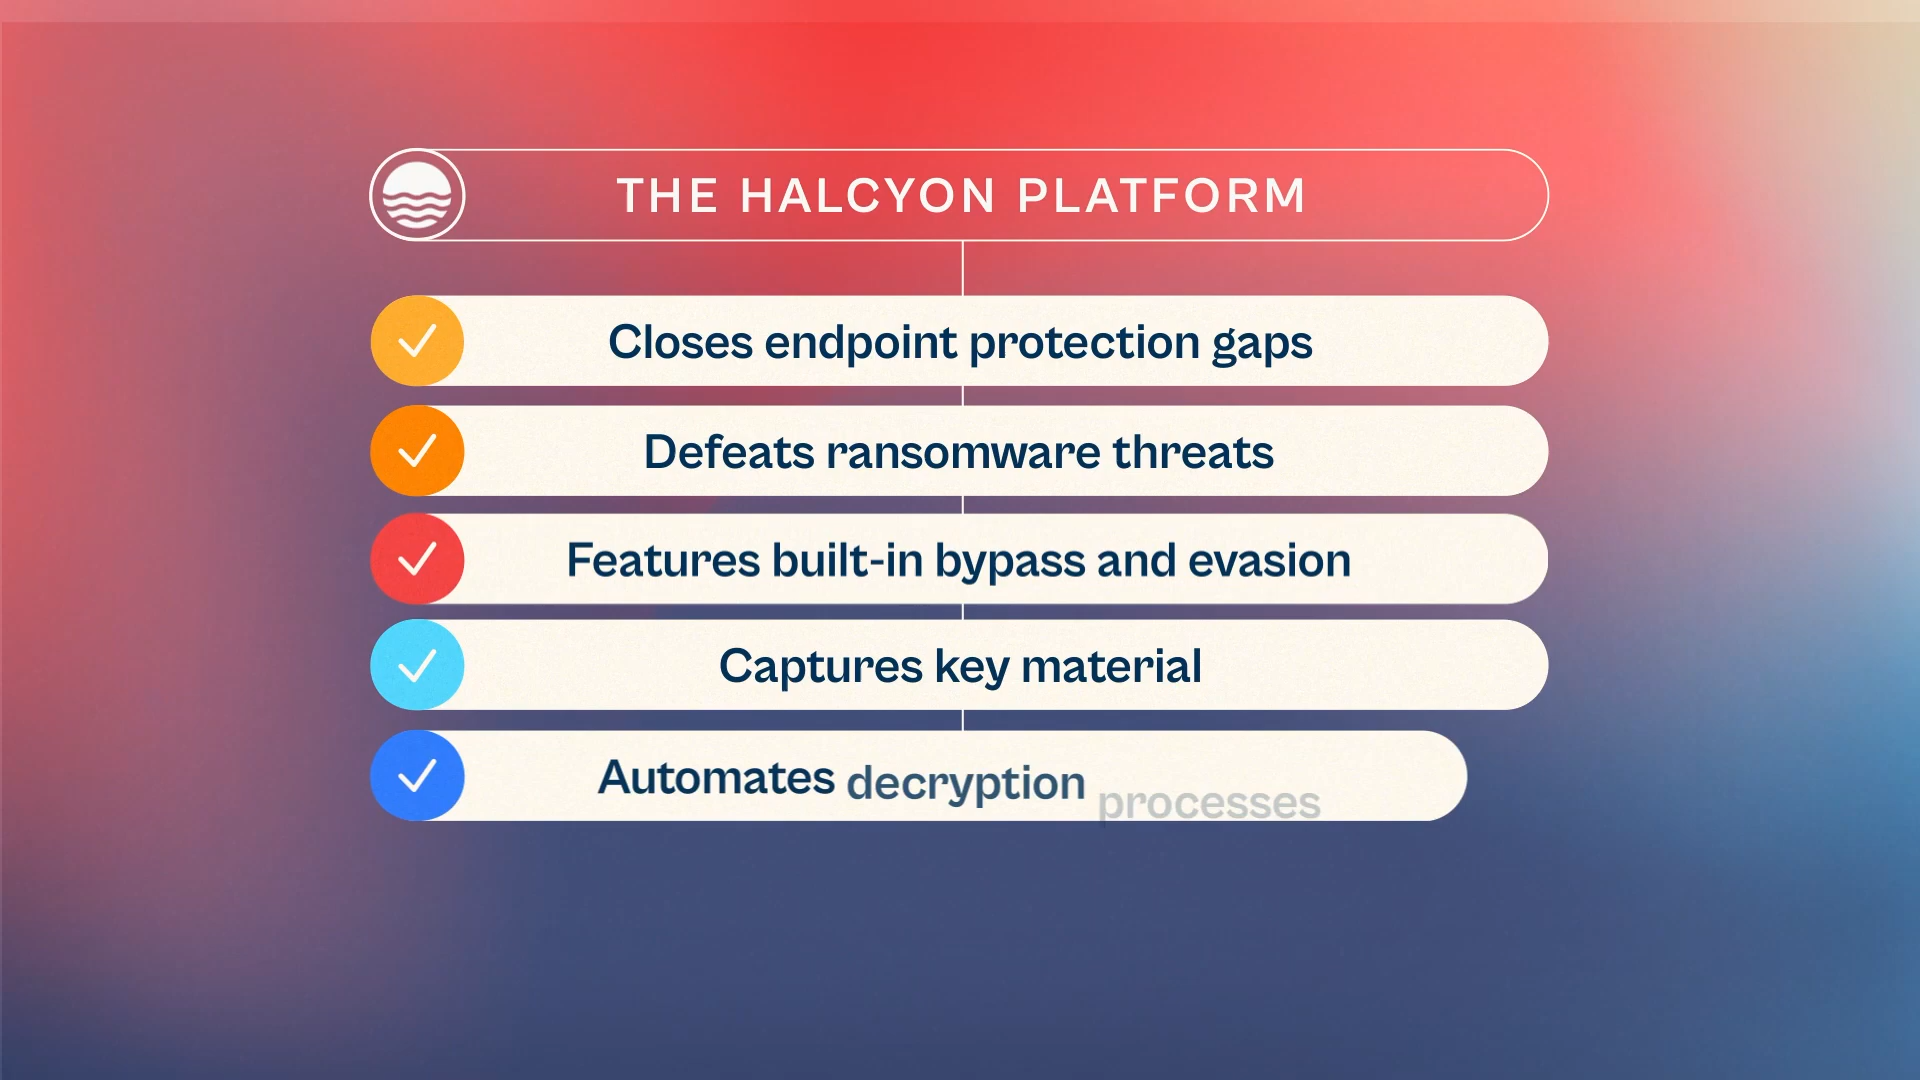 THE HALCYON PLATFORM
Closes endpoint protection gaps
Defeats ransomware threats
Features built-in bypass and evasion
Captures key material
Automates decryption processes